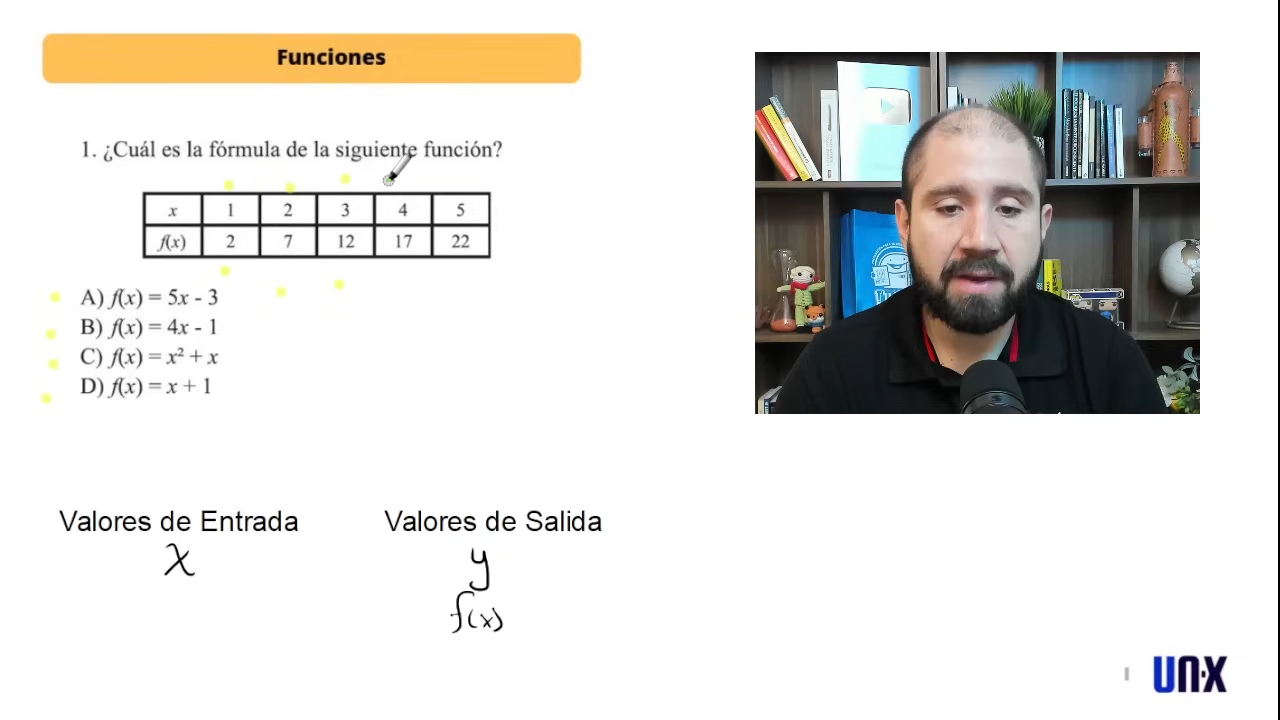 Funciones
1. ¿Cuál es la fórmula de la siguiente función?
x 1 2 3 4 5
f(x) 2 7 12 17 22
A) f(x) = 5x - 3
B) f(x) = 4x - 1
C) f(x) = x² + x
D) f(x) = x + 1
Valores de Entrada
x
Valores de Salida
y
f(x)
UNX